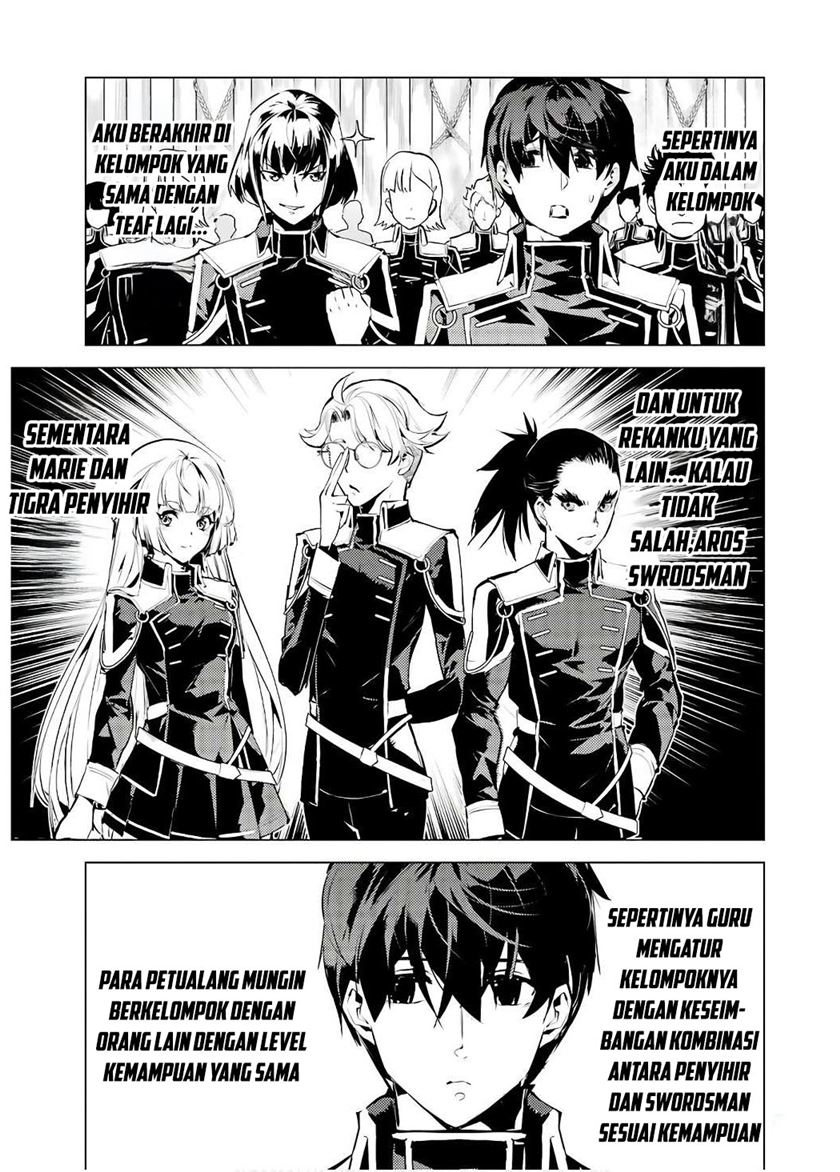 SEPERTINYA
AKU DALAM
KELOMPOK
AKU BERAKHIR DI
KELOMPOK YANG
SAMA DENGAN
TEAF LAGI...
DAN UNTUK
REKANKU YANG
LAIN... KALAU
TIDAK
SALAH,AROS
SWRODSMAN
SEMENTARA
MARIE DAN
TIGRA PENYIHIR
SEPERTINYA GURU
MENGATUR
KELOMPOKNYA
DENGAN KESEIM-
BANGAN KOMBINASI
ANTARA PENYIHIR
DAN SWORDSMAN
SESUAI KEMAMPUAN
PARA PETUALANG MUNGIN
BERKELOMPOK DENGAN
ORANG LAIN DENGAN LEVEL
KEMAMPUAN YANG SAMA